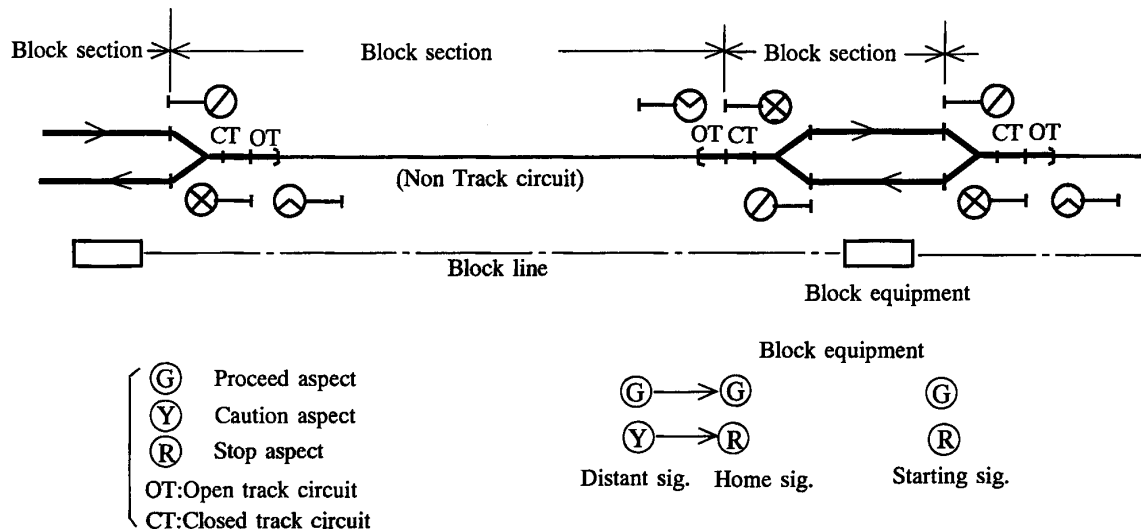 Block section
Block section
Block section
CT OT
OT CT
CT OT
(Non Track circuit)
Block line
Block equipment
Block equipment
G Proceed aspect
Y Caution aspect
R Stop aspect
OT:Open track circuit
CT:Closed track circuit
G G G
Y R R
Distant sig. Home sig. Starting sig.